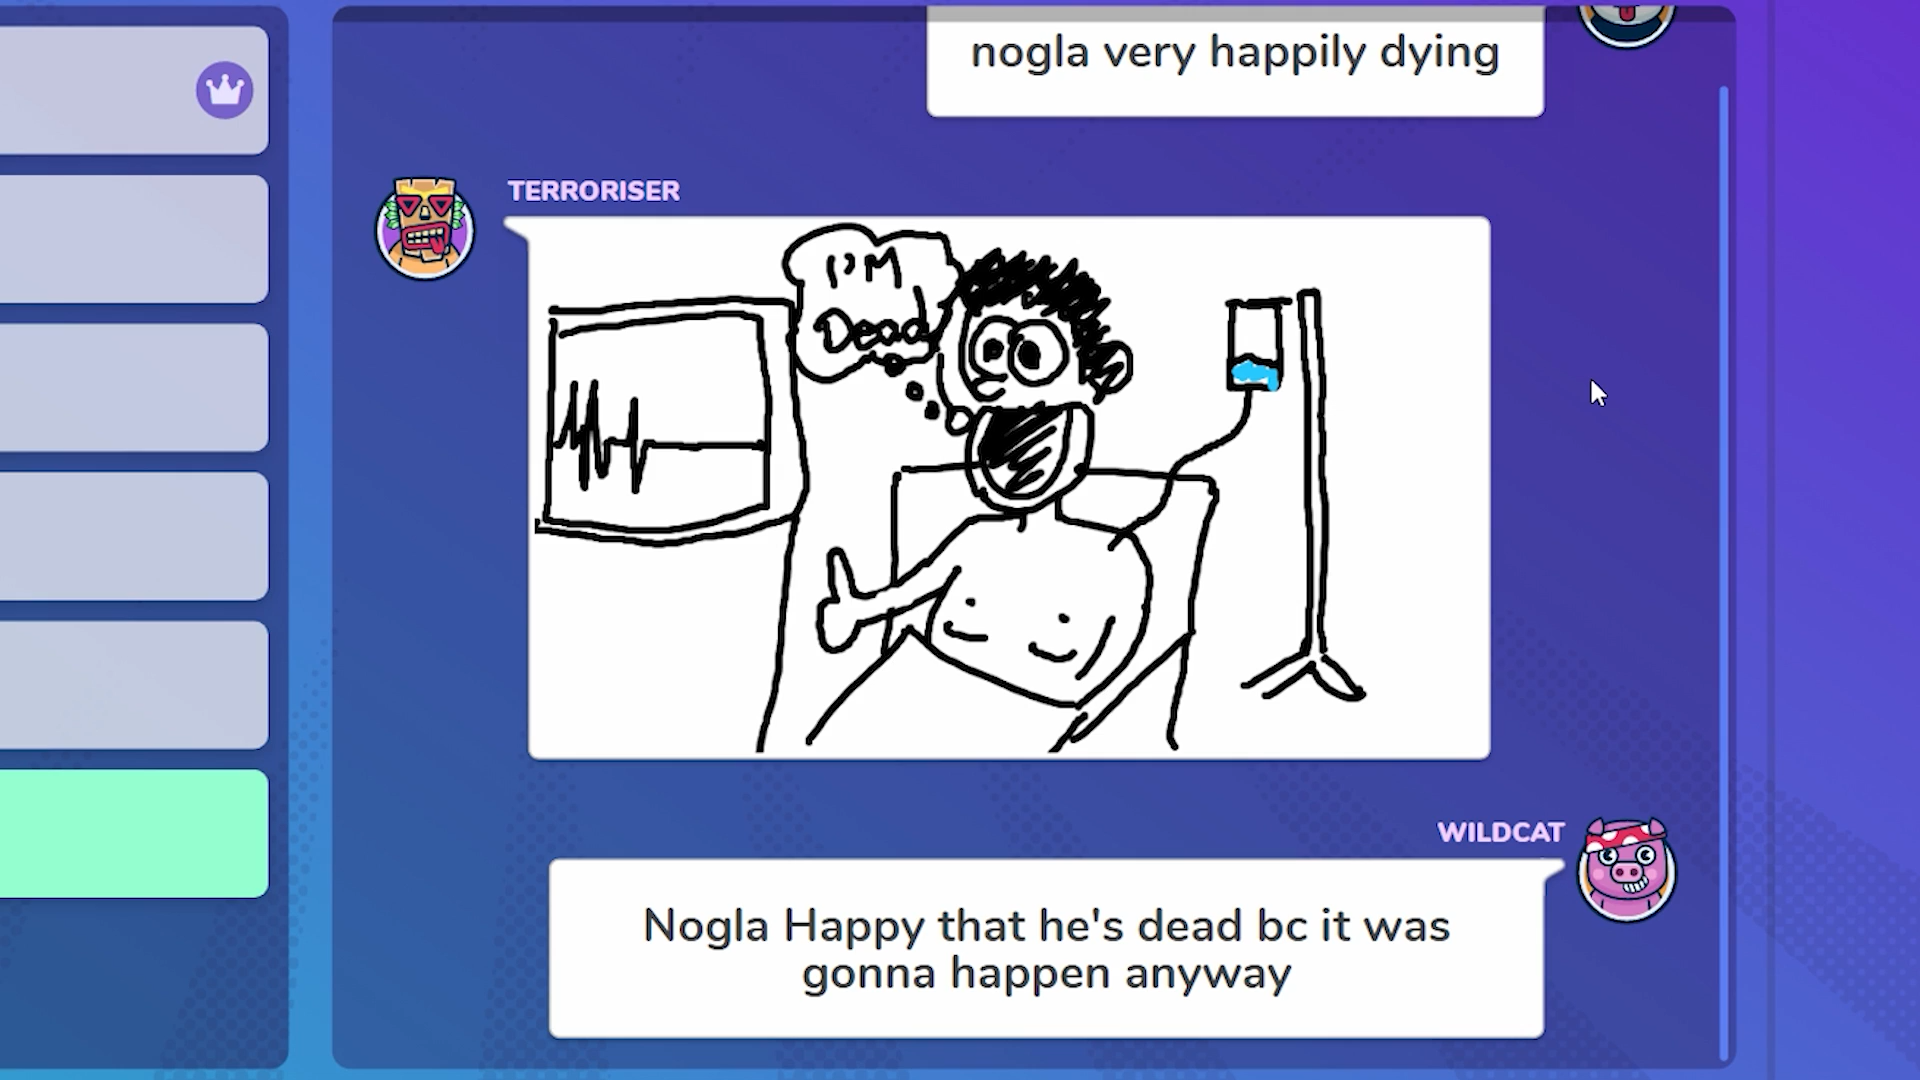 nogla very happily dying
TERRORISER
I'M
Dead
WILDCAT
Nogla Happy that he's dead bc it was
gonna happen anyway